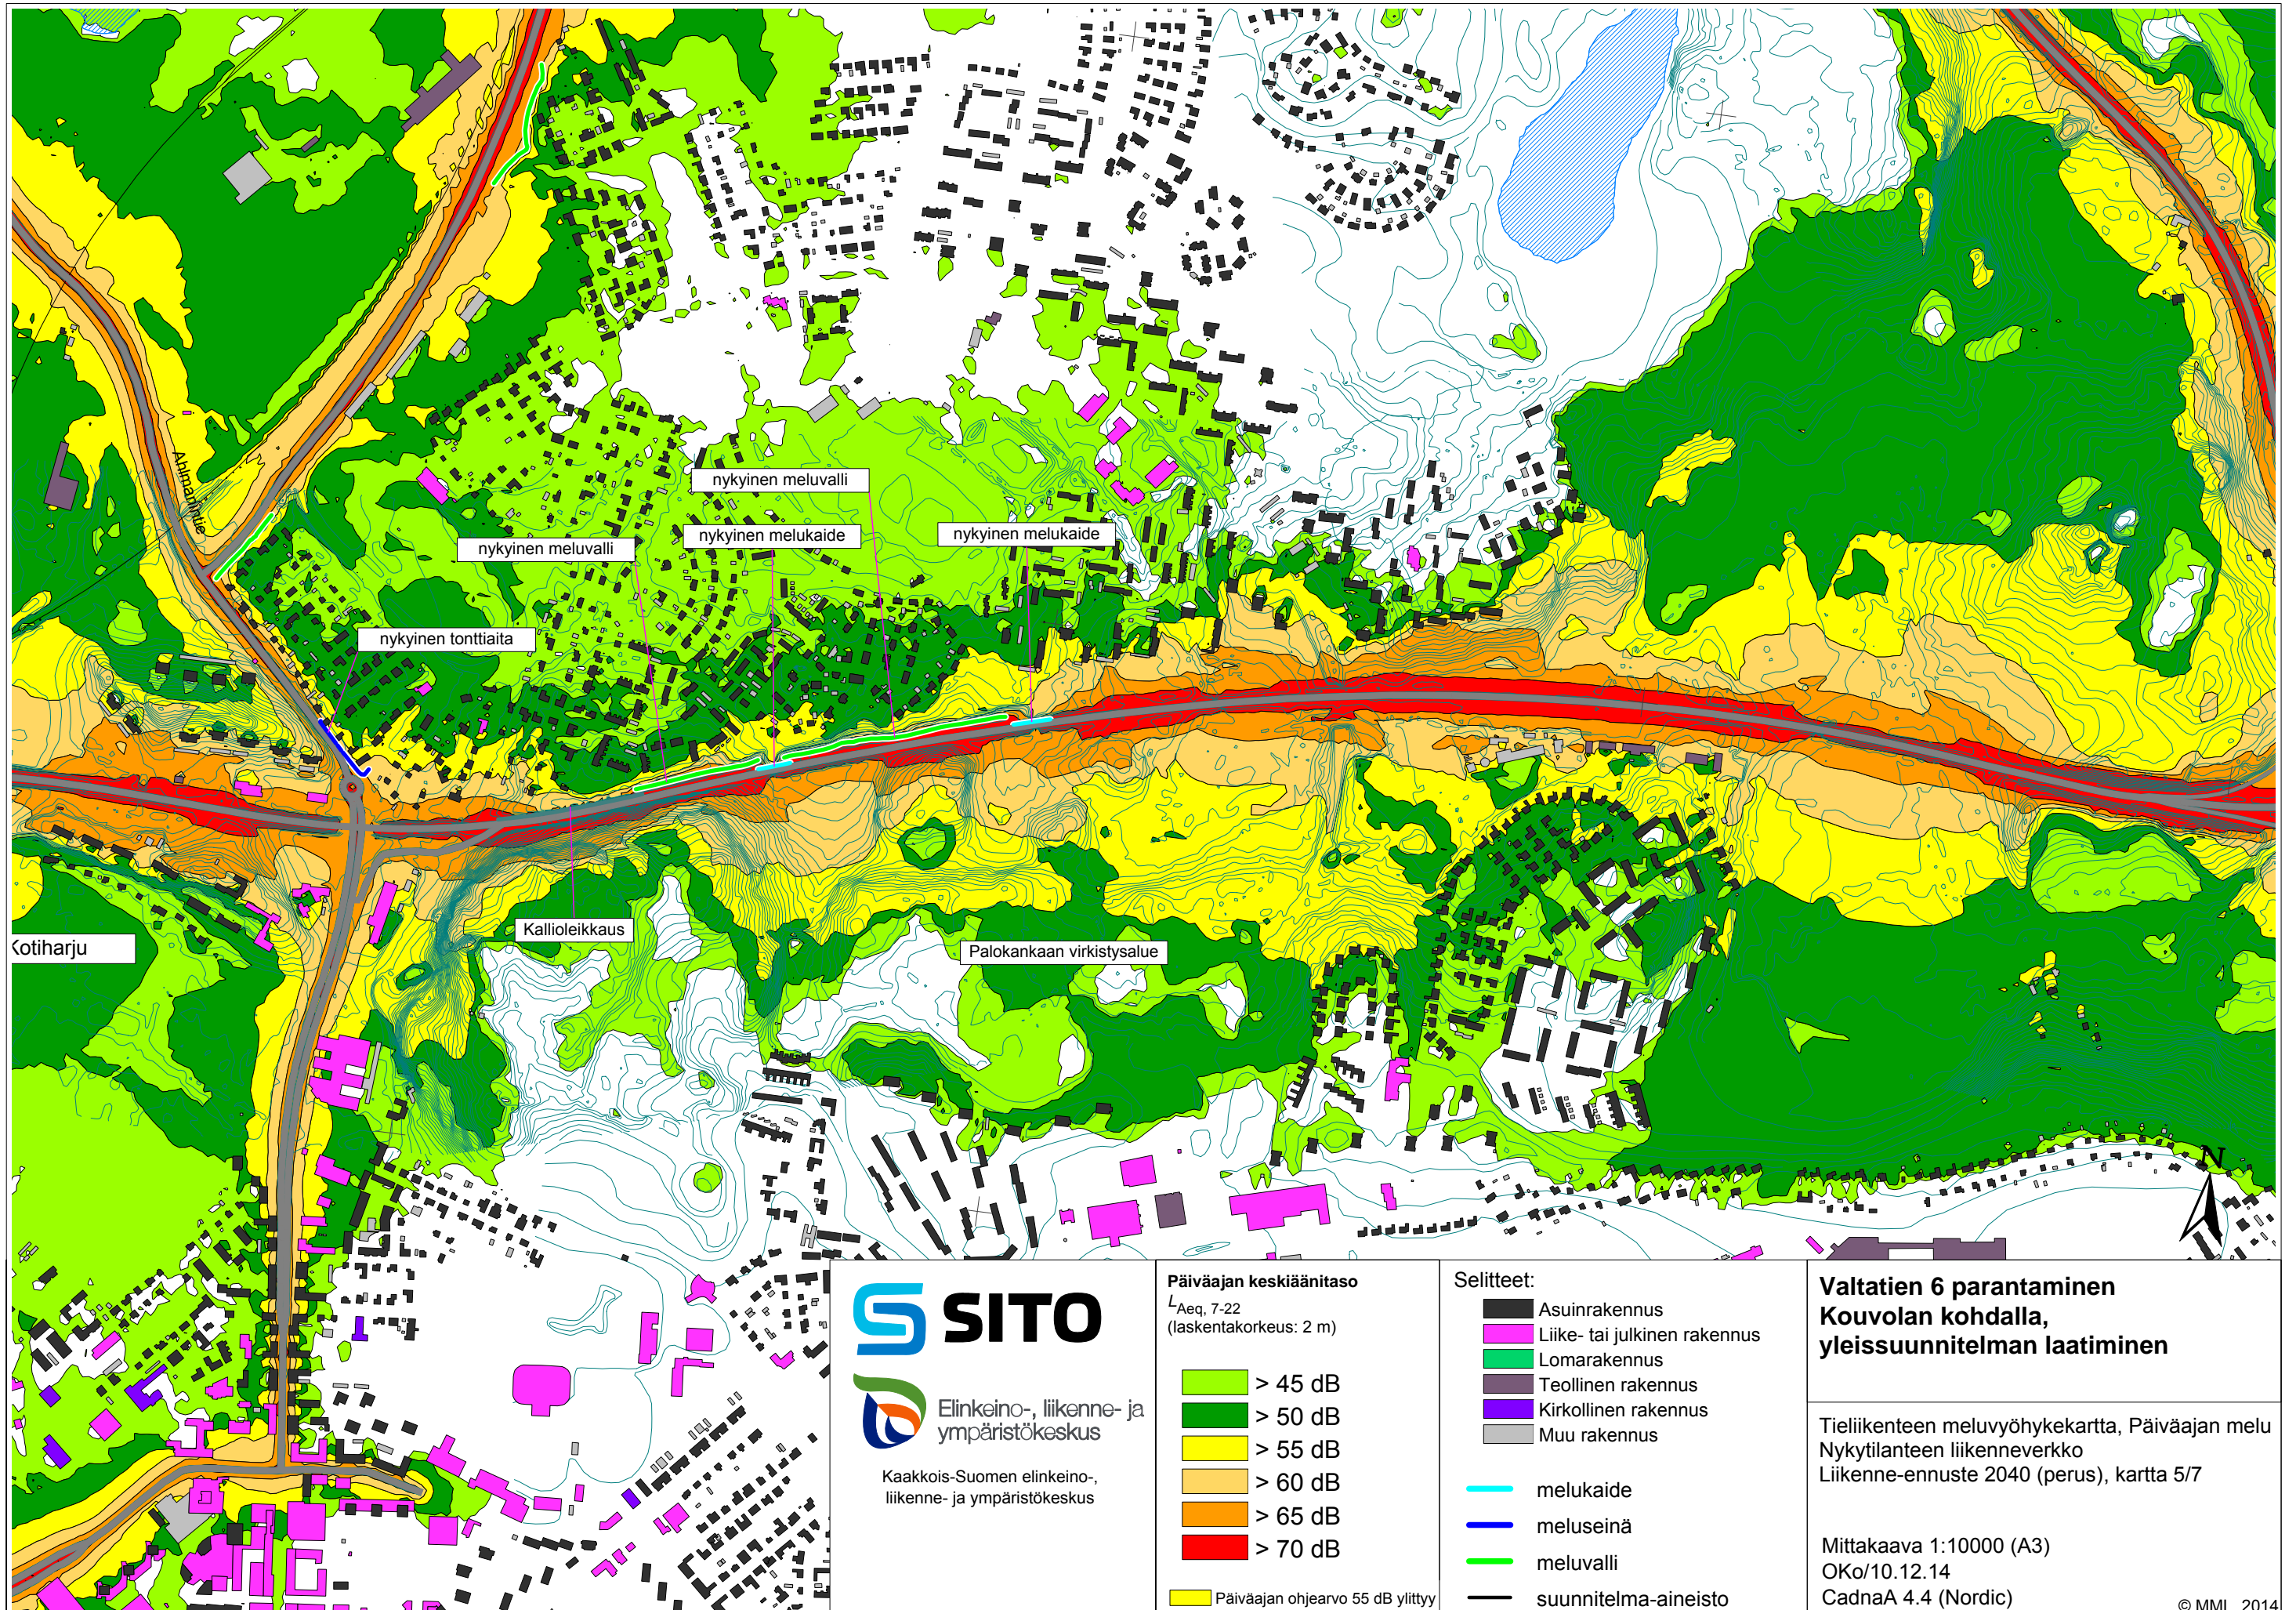 Ahlmannintie
nykyinen meluvalli
nykyinen melukaide
nykyinen melukaide
nykyinen meluvalli
nykyinen tonttiaita
Kallioleikkaus
Kotiharju
Palokankaan virkistysalue
N
SITO
Elinkeino-, liikenne- ja
ympäristökeskus
Kaakkois-Suomen elinkeino-,
liikenne- ja ympäristökeskus
Päiväajan keskiäänitaso
LAeq, 7-22
(laskentakorkeus: 2 m)
> 45 dB
> 50 dB
> 55 dB
> 60 dB
> 65 dB
> 70 dB
Päiväajan ohjearvo 55 dB ylittyy
Selitteet:
Asuinrakennus
Liike- tai julkinen rakennus
Lomarakennus
Teollinen rakennus
Kirkollinen rakennus
Muu rakennus
melukaide
meluseinä
meluvalli
suunnitelma-aineisto
Valtatien 6 parantaminen
Kouvolan kohdalla,
yleissuunnitelman laatiminen
Tieliikenteen meluvyöhykekartta, Päiväajan melu
Nykytilanteen liikenneverkko
Liikenne-ennuste 2040 (perus), kartta 5/7
Mittakaava 1:10000 (A3)
OKo/10.12.14
CadnaA 4.4 (Nordic)
© MML, 2014